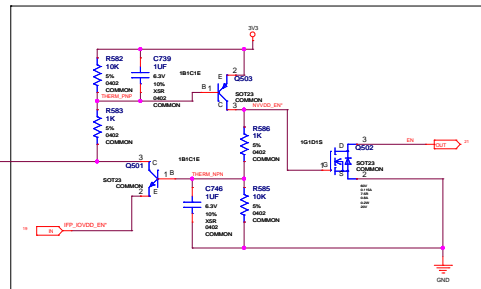 3V3
R582
10K
5%
0402
COMMON
C739
1UF
6.3V
10%
X5R
0402
COMMON
1B1C1E
THERM_PNP
B
E
2
C
3
Q503
SOT23
COMMON
NVVDD_EN*
R583
1K
5%
0402
COMMON
R586
1K
5%
0402
COMMON
1G1D1S
1
G
D
S
3
2
Q502
SOT23
COMMON
EN
OUT
Q501
SOT23
COMMON
3
C
1
B
2
E
1B1C1E
THERM_NPN
C746
1UF
6.3V
10%
X5R
0402
COMMON
R585
10K
5%
0402
COMMON
IN
IFP_IOVDD_EN*
GND